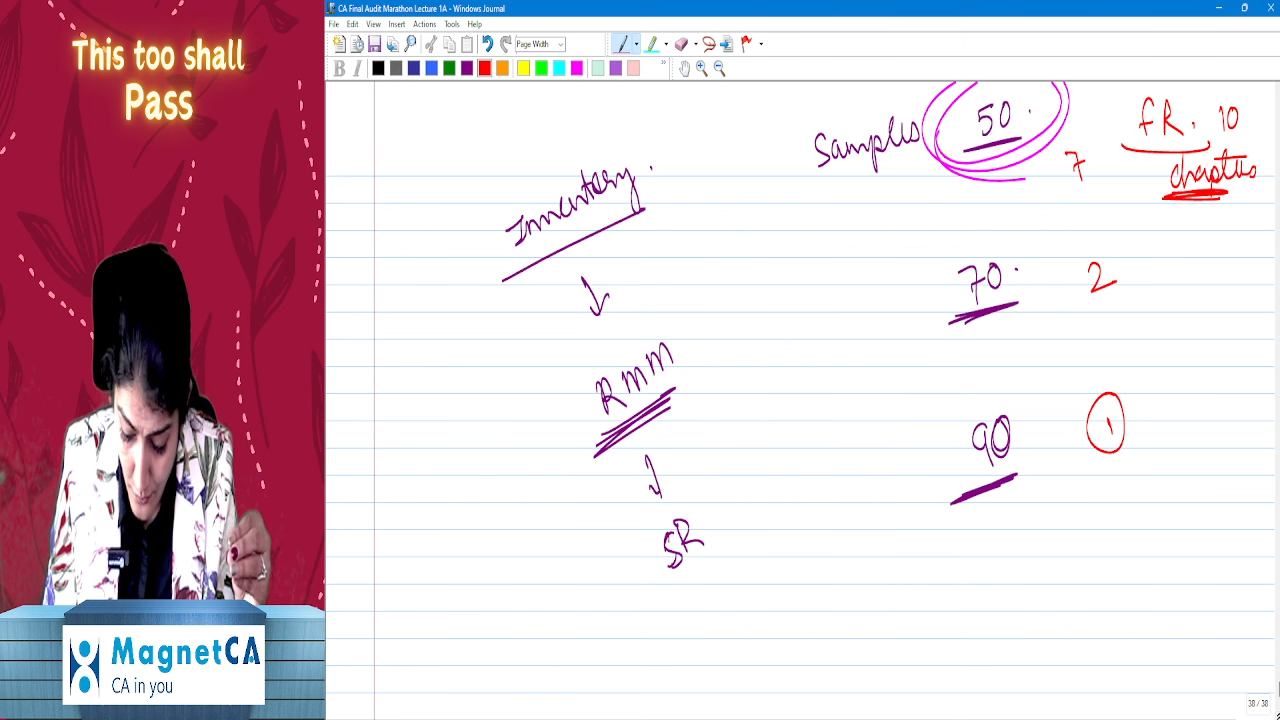 This too shall
Pass
MagnetCA
CA in you
CA Final Audit Marathon Lecture 1A - Windows Journal
File Edit View Insert Actions Tools Help
Page Width
B I
Samples 50.
fR. 10
7 chapters
Inventory.
70. 2
RMM
90 1
SR
38 / 38